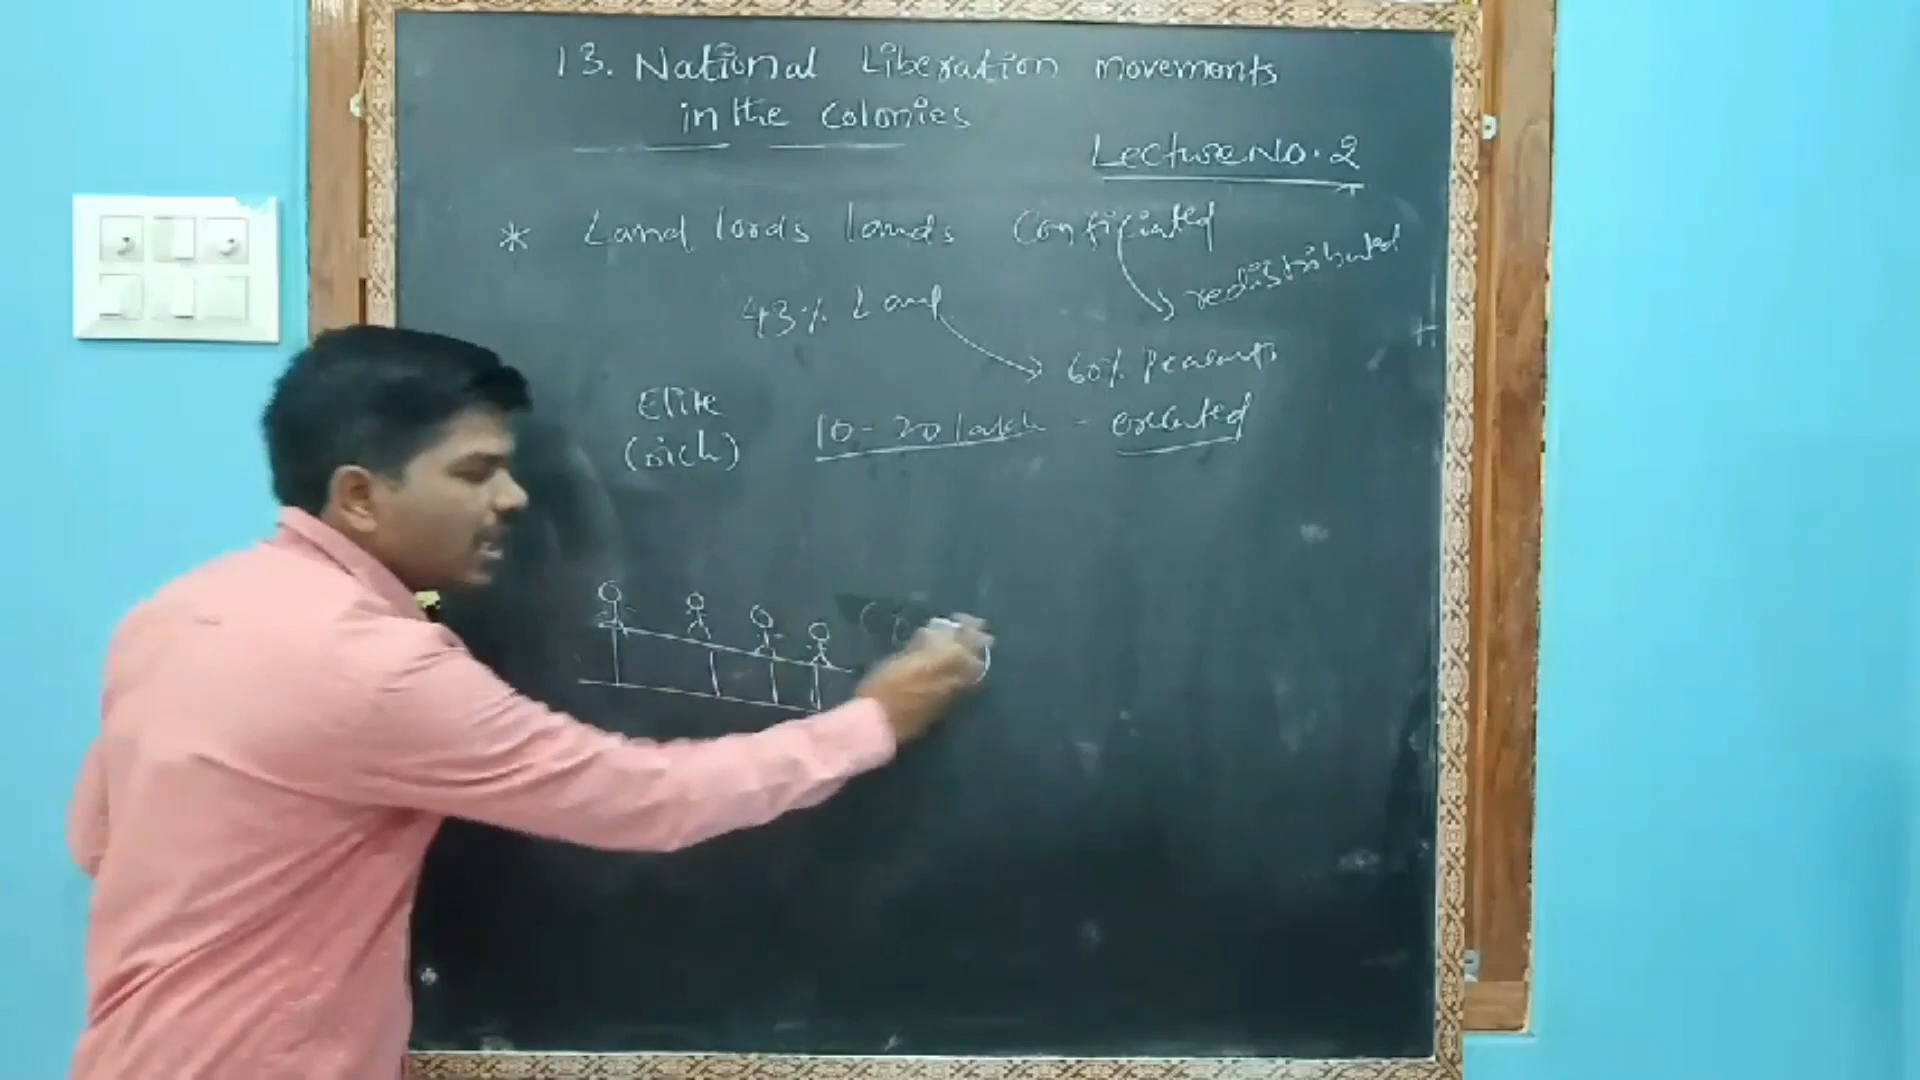 13. National Liberation movements
in the Colonies
Lecture No. 2
* Land lords lands Conficiated
redistributed
43% Land
60% Peasants
Elite
(rich)
10-20 lakh - executed